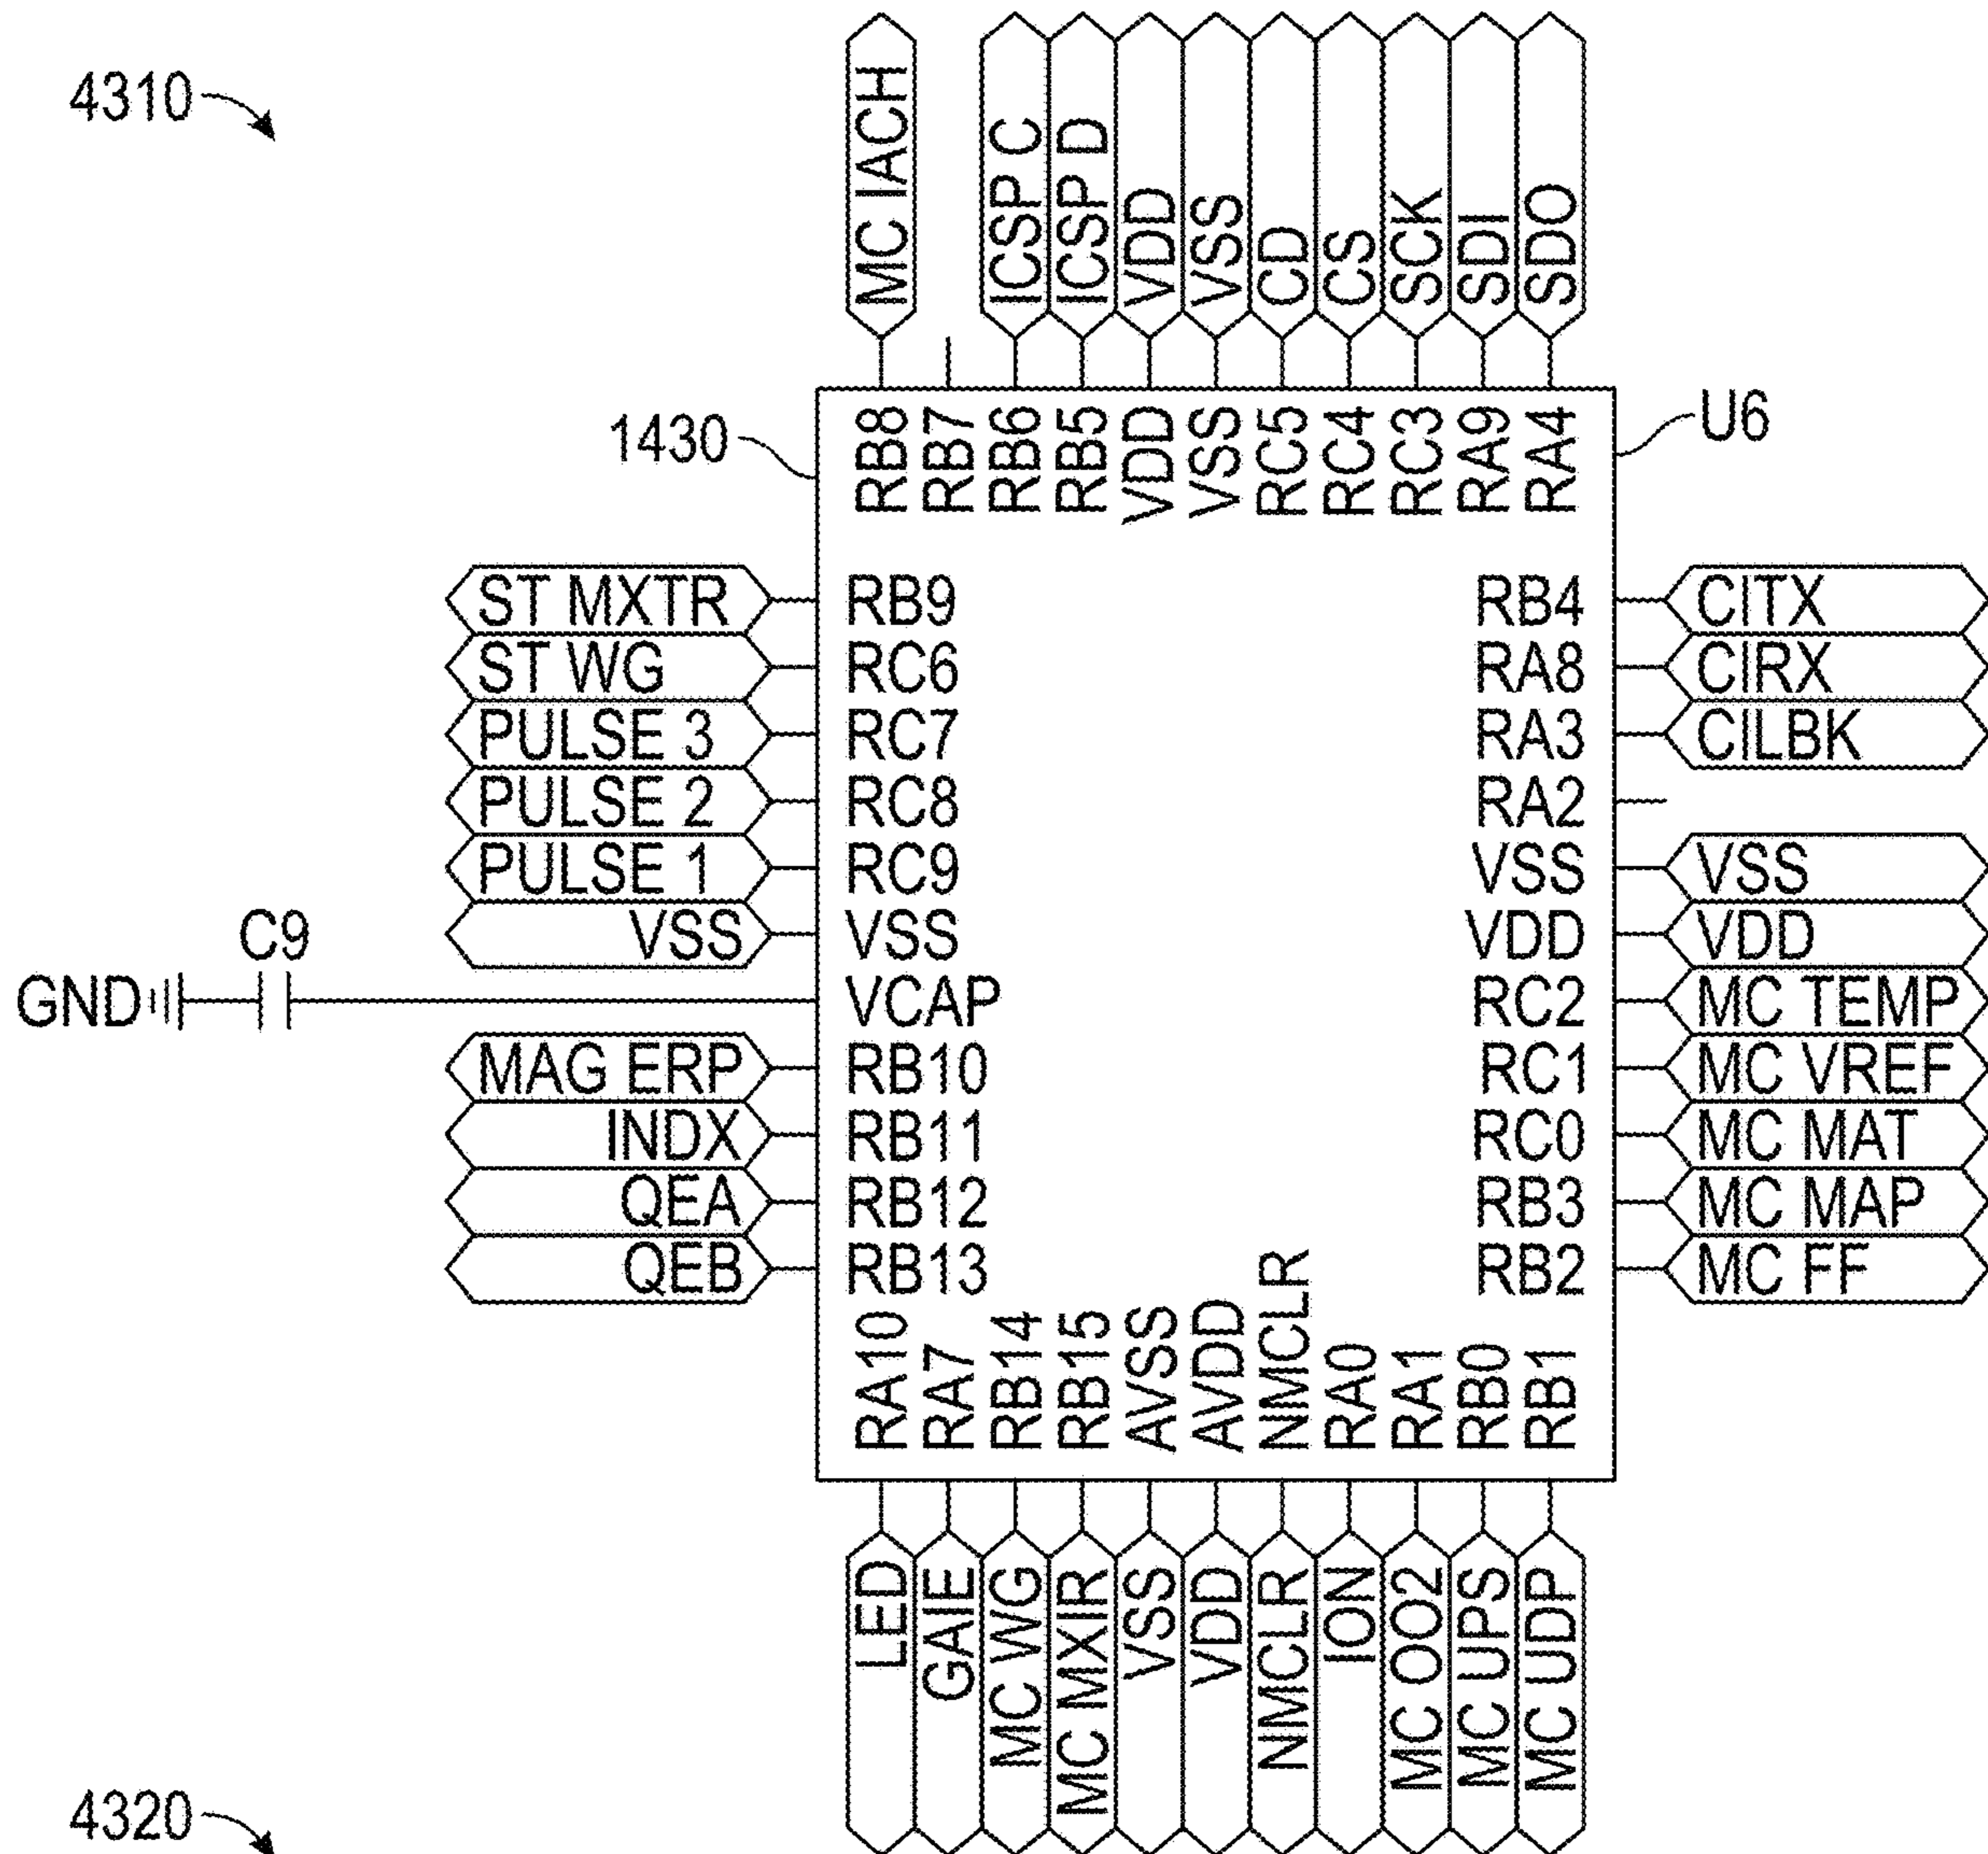 4310
MC IACH
ICSP C
ICSP D
VDD
VSS
CD
CS
SCK
SDI
SDO
1430
U6
RB8
RB7
RB6
RB5
VDD
VSS
RC5
RC4
RC3
RA9
RA4
ST MXTR
RB9
RB4
CITX
ST WG
RC6
RA8
CIRX
PULSE 3
RC7
RA3
CILBK
PULSE 2
RC8
RA2
PULSE 1
RC9
VSS
VSS
VSS
VSS
VDD
VDD
C9
GND
VCAP
RC2
MC TEMP
MAG ERP
RB10
RC1
MC VREF
INDX
RB11
RC0
MC MAT
QEA
RB12
RB3
MC MAP
QEB
RB13
RB2
MC FF
RA10
RA7
RB14
RB15
AVSS
AVDD
NMCLR
RA0
RA1
RB0
RB1
LED
GAIE
MC WG
MC MXIR
VSS
VDD
NMCLR
ION
MC OO2
MC UPS
MC UDP
4320